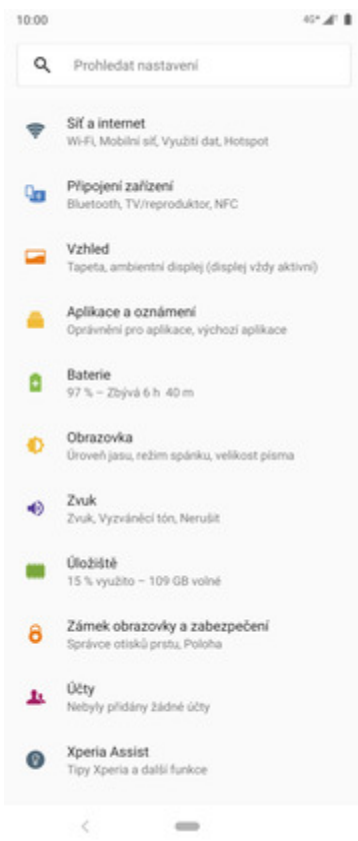 10:00 4G+
Prohledat nastavení
Síť a internet
Wi-Fi, Mobilní síť, Využití dat, Hotspot
Připojení zařízení
Bluetooth, TV/reproduktor, NFC
Vzhled
Tapeta, ambientní displej (displej vždy aktivní)
Aplikace a oznámení
Oprávnění pro aplikace, výchozí aplikace
Baterie
97 % – Zbývá 6 h 40 m
Obrazovka
Úroveň jasu, režim spánku, velikost písma
Zvuk
Zvuk, Vyzváněcí tón, Nerušit
Úložiště
15 % využito – 109 GB volné
Zámek obrazovky a zabezpečení
Správce otisků prstu, Poloha
Účty
Nebyly přidány žádné účty
Xperia Assist
Tipy Xperia a další funkce